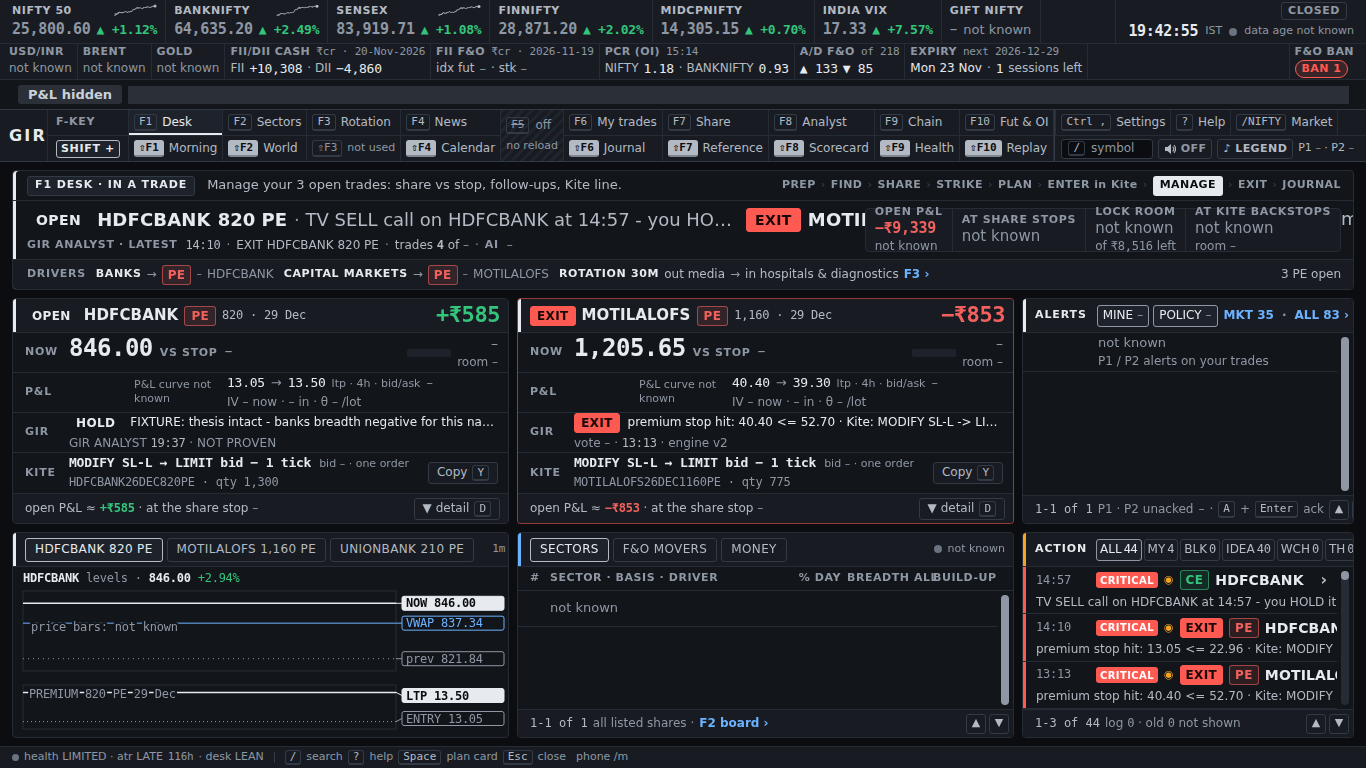 NIFTY 50 BANKNIFTY SENSEX FINNIFTY MIDCPNIFTY INDIA VIX GIFT NIFTY CLOSED
25,800.60 ▲ +1.12% 64,635.20 ▲ +2.49% 83,919.71 ▲ +1.08% 28,871.20 ▲ +2.02% 14,305.15 ▲ +0.70% 17.33 ▲ +7.57% – not known 19:42:55 IST data age not known
USD/INR BRENT GOLD FII/DII CASH ₹cr · 20-Nov-2026 FII F&O ₹cr · 2026-11-19 PCR (OI) 15:14 A/D F&O of 218 EXPIRY next 2026-12-29 F&O BAN
not known not known not known FII +10,308 · DII −4,860 idx fut – · stk – NIFTY 1.18 · BANKNIFTY 0.93 ▲ 133 ▼ 85 Mon 23 Nov · 1 sessions left BAN 1
P&L hidden
GIR F-KEY F1 Desk F2 Sectors F3 Rotation F4 News F5 off F6 My trades F7 Share F8 Analyst F9 Chain F10 Fut & OI Ctrl , Settings ? Help /NIFTY Market
SHIFT + ⇧F1 Morning ⇧F2 World ⇧F3 not used ⇧F4 Calendar no reload ⇧F6 Journal ⇧F7 Reference ⇧F8 Scorecard ⇧F9 Health ⇧F10 Replay / symbol OFF ♪ LEGEND P1 – · P2 –
F1 DESK · IN A TRADE Manage your 3 open trades: share stop, follow-ups, Kite line. PREP › FIND › SHARE › STRIKE › PLAN › ENTER in Kite › MANAGE › EXIT › JOURNAL
OPEN HDFCBANK 820 PE · TV SELL call on HDFCBANK at 14:57 - you HO… EXIT MOTIL
OPEN P&L AT SHARE STOPS LOCK ROOM AT KITE BACKSTOPS
−₹9,339 not known not known not known
not known of ₹8,516 left room –
GIR ANALYST · LATEST 14:10 · EXIT HDFCBANK 820 PE · trades 4 of – · AI –
DRIVERS BANKS → PE – HDFCBANK CAPITAL MARKETS → PE – MOTILALOFS ROTATION 30M out media → in hospitals & diagnostics F3 › 3 PE open
OPEN HDFCBANK PE 820 · 29 Dec +₹585
NOW 846.00 VS STOP – –
room –
P&L P&L curve not known 13.05 → 13.50 ltp · 4h · bid/ask –
IV – now · – in · θ – /lot
GIR HOLD FIXTURE: thesis intact - banks breadth negative for this na…
GIR ANALYST 19:37 · NOT PROVEN
KITE MODIFY SL-L → LIMIT bid − 1 tick bid – · one order Copy Y
HDFCBANK26DEC820PE · qty 1,300
open P&L ≈ +₹585 · at the share stop – ▼ detail D
EXIT MOTILALOFS PE 1,160 · 29 Dec −₹853
NOW 1,205.65 VS STOP – –
room –
P&L P&L curve not known 40.40 → 39.30 ltp · 4h · bid/ask –
IV – now · – in · θ – /lot
GIR EXIT premium stop hit: 40.40 <= 52.70 · Kite: MODIFY SL-L -> LI…
vote – · 13:13 · engine v2
KITE MODIFY SL-L → LIMIT bid − 1 tick bid – · one order Copy Y
MOTILALOFS26DEC1160PE · qty 775
open P&L ≈ −₹853 · at the share stop – ▼ detail D
ALERTS MINE – POLICY – MKT 35 · ALL 83 ›
not known
P1 / P2 alerts on your trades
1-1 of 1 P1 · P2 unacked – · A + Enter ack ▲
HDFCBANK 820 PE MOTILALOFS 1,160 PE UNIONBANK 210 PE 1m
HDFCBANK levels · 846.00 +2.94%
NOW 846.00
VWAP 837.34
price bars: not known
prev 821.84
PREMIUM 820 PE 29 Dec
LTP 13.50
ENTRY 13.05
SECTORS F&O MOVERS MONEY not known
# SECTOR · BASIS · DRIVER % DAY BREADTH ALL BUILD-UP
not known
1-1 of 1 all listed shares · F2 board › ▲ ▼
ACTION ALL 44 MY 4 BLK 0 IDEA 40 WCH 0 TH 0
14:57 CRITICAL CE HDFCBANK ›
TV SELL call on HDFCBANK at 14:57 - you HOLD it
14:10 CRITICAL EXIT PE HDFCBAN
premium stop hit: 13.05 <= 22.96 · Kite: MODIFY
13:13 CRITICAL EXIT PE MOTILAL
premium stop hit: 40.40 <= 52.70 · Kite: MODIFY
1-3 of 44 log 0 · old 0 not shown ▲ ▼
health LIMITED · atr LATE 116h · desk LEAN / search ? help Space plan card Esc close phone /m